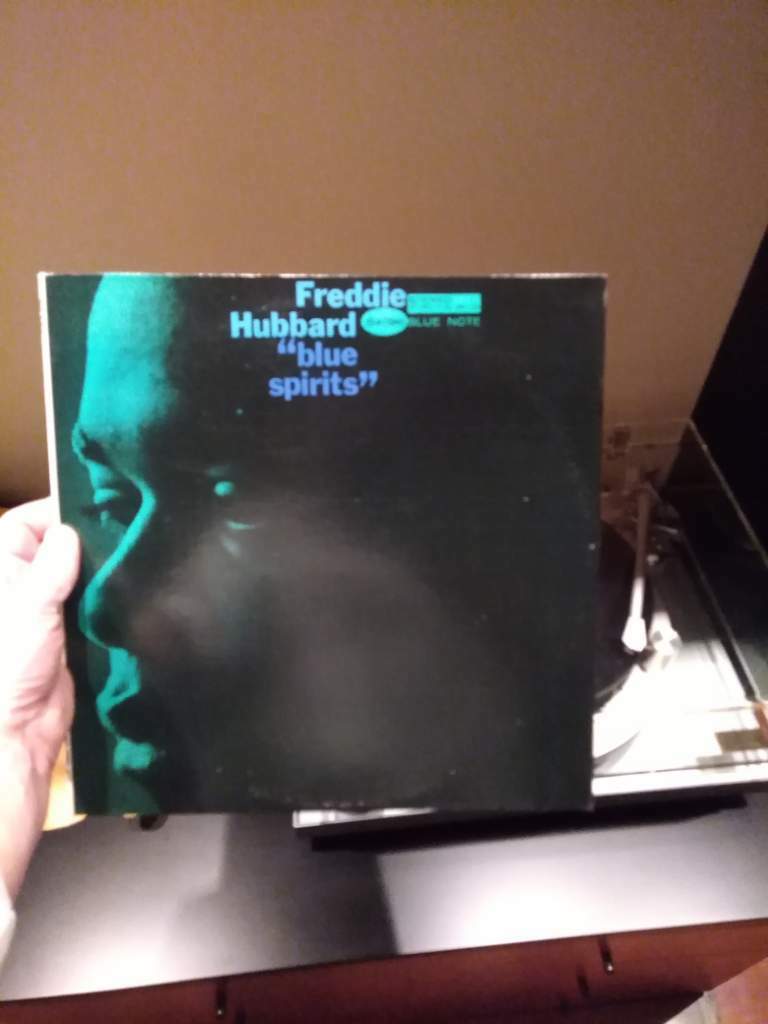 Freddie
Hubbard
BLUE NOTE
“blue
spirits”